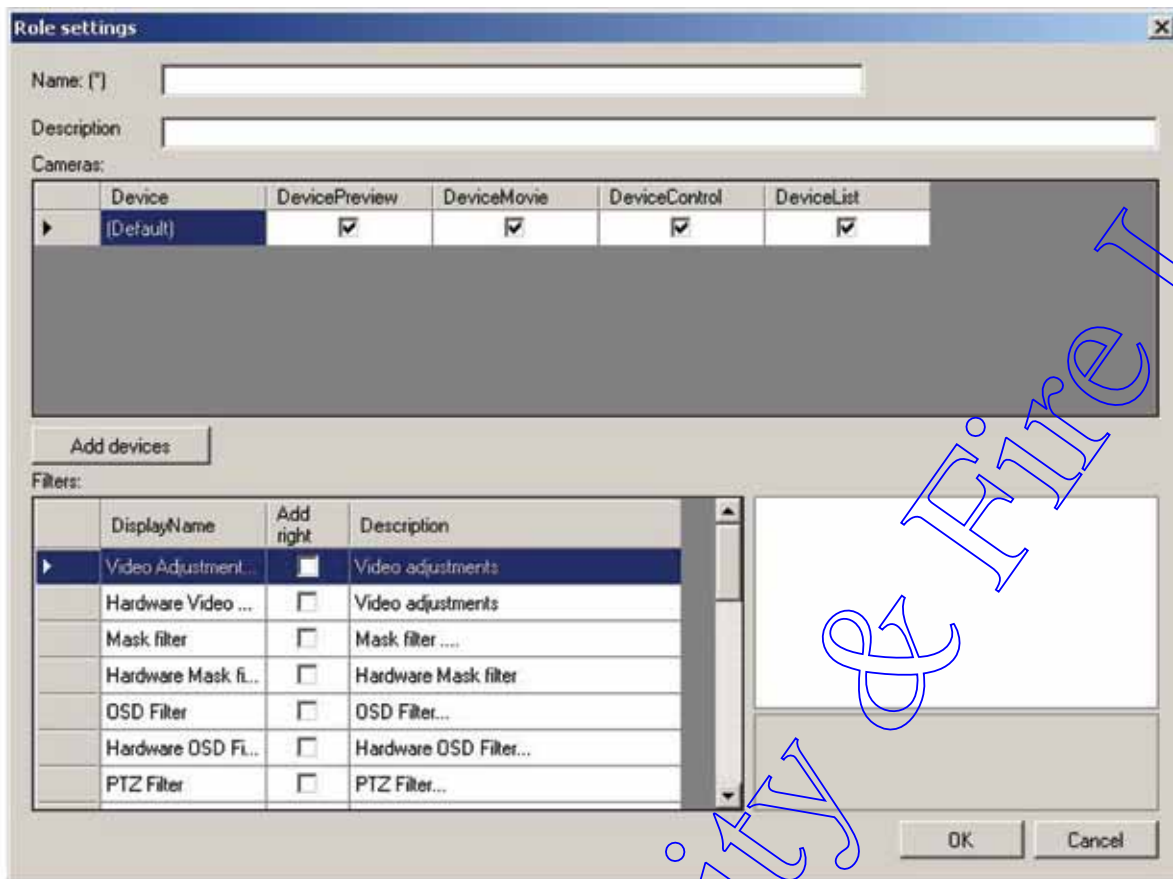 Role settings
Name: (*)
Description
Cameras:
Device DevicePreview DeviceMovie DeviceControl DeviceList
(Default)
Add devices
Filters:
DisplayName Add right Description
Video Adjustment... Video adjustments
Hardware Video ... Video adjustments
Mask filter Mask filter ....
Hardware Mask fi... Hardware Mask filter
OSD Filter OSD Filter...
Hardware OSD Fi... Hardware OSD Filter...
PTZ Filter PTZ Filter...
OK Cancel
& Fire